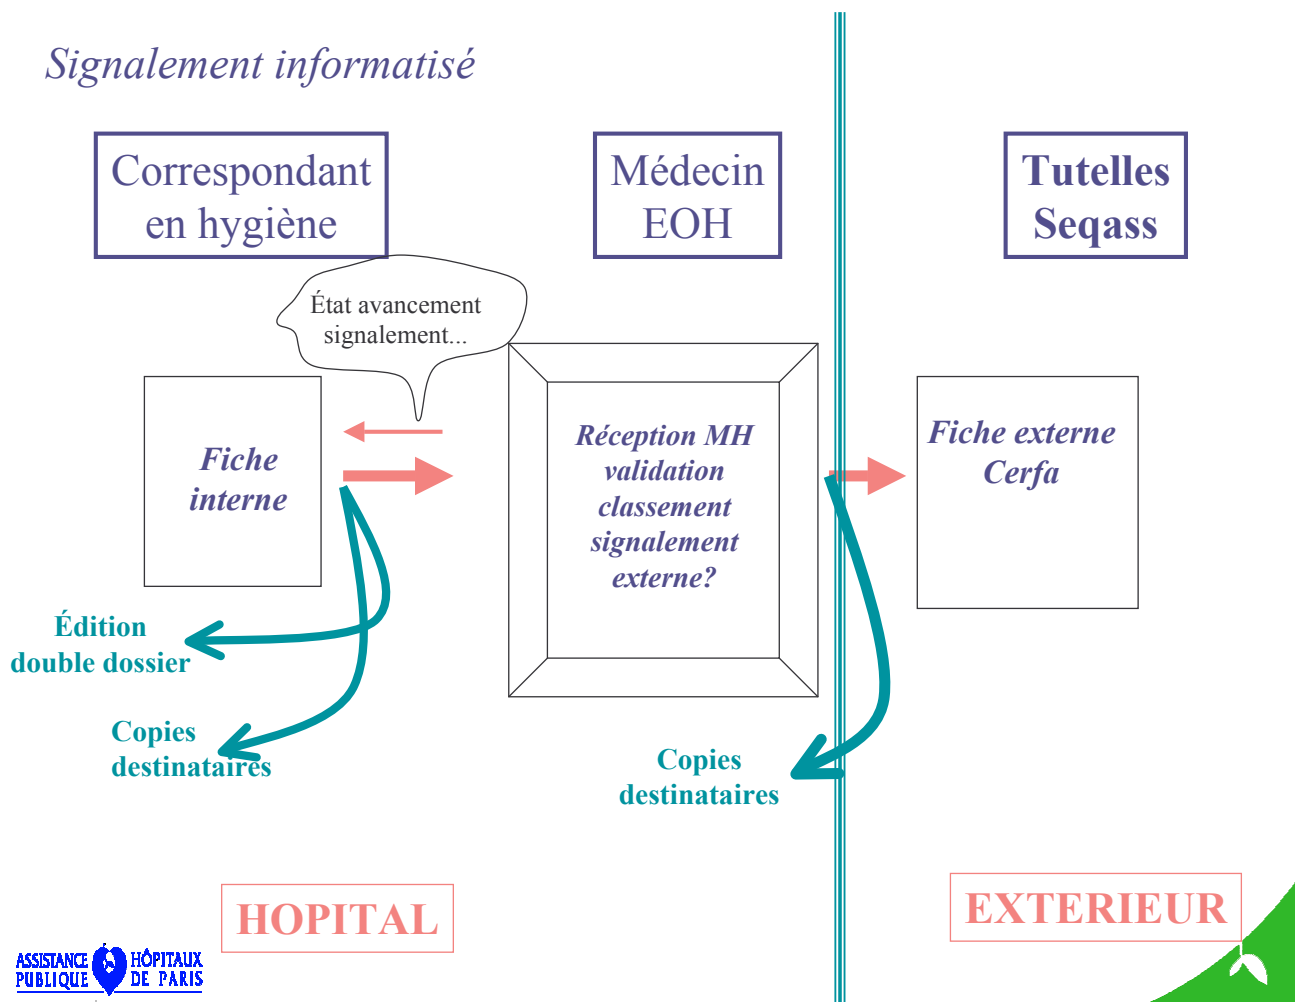 Signalement informatisé
Correspondant
en hygiène
Médecin
EOH
Tutelles
Seqass
État avancement
signalement...
Fiche
interne
Réception MH
validation
classement
signalement
externe?
Fiche externe
Cerfa
Édition
double dossier
Copies
destinataires
Copies
destinataires
HOPITAL
EXTERIEUR
ASSISTANCE HÔPITAUX
PUBLIQUE DE PARIS